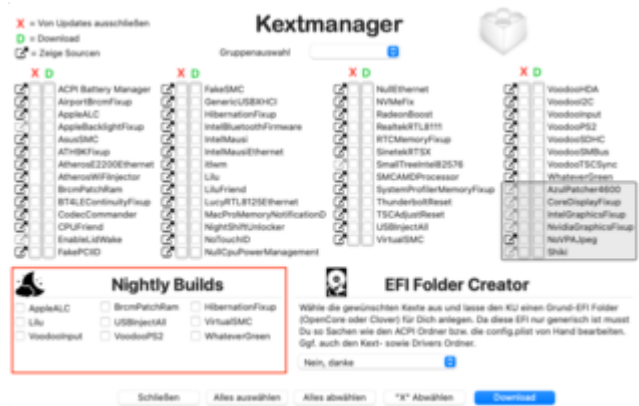 X = Von Updates ausschließen
D = Download
= Zeige Sourcen
Kextmanager
Gruppenauswahl
X D
ACPI Battery Manager
AirportBrcmFixup
AppleALC
AppleBacklightFixup
AsusSMC
ATH9KFixup
AtherosE2200Ethernet
AtherosWiFiInjector
BrcmPatchRam
BT4LEContinuityFixup
CodecCommander
CPUFriend
EnableLidWake
FakePCIID
X D
FakeSMC
GenericUSBXHCI
HibernationFixup
IntelBluetoothFirmware
IntelMausi
IntelMausiEthernet
itlwm
Lilu
LiluFriend
LucyRTL8125Ethernet
MacProMemoryNotificationD
NightShiftUnlocker
NoTouchID
NullCpuPowerManagement
X D
NullEthernet
NVMeFix
RadeonBoost
RealtekRTL8111
RTCMemoryFixup
SinetekRTSX
SmallTreeIntel82576
SMCAMDProcessor
SystemProfilerMemoryFixup
ThunderboltReset
TSCAdjustReset
USBInjectAll
VirtualSMC
X D
VoodooHDA
VoodooI2C
VoodooInput
VoodooPS2
VoodooSDHC
VoodooSMBus
VoodooTSCSync
WhateverGreen
AzulPatcher4600
CoreDisplayFixup
IntelGraphicsFixup
NvidiaGraphicsFixup
NoVPAJpeg
Shiki
Nightly Builds
AppleALC BrcmPatchRam HibernationFixup
Lilu USBInjectAll VirtualSMC
VoodooInput VoodooPS2 WhateverGreen
EFI Folder Creator
Wähle die gewünschten Kexte aus und lasse den KU einen Grund-EFI Folder
(OpenCore oder Clover) für Dich anlegen. Da diese EFI nur generisch ist musst
Du so Sachen wie den ACPI Ordner bzw. die config.plist von Hand bearbeiten.
Ggf. auch den Kext- sowie Drivers Ordner.
Nein, danke
Schließen Alles auswählen Alles abwählen "X" Abwählen Download